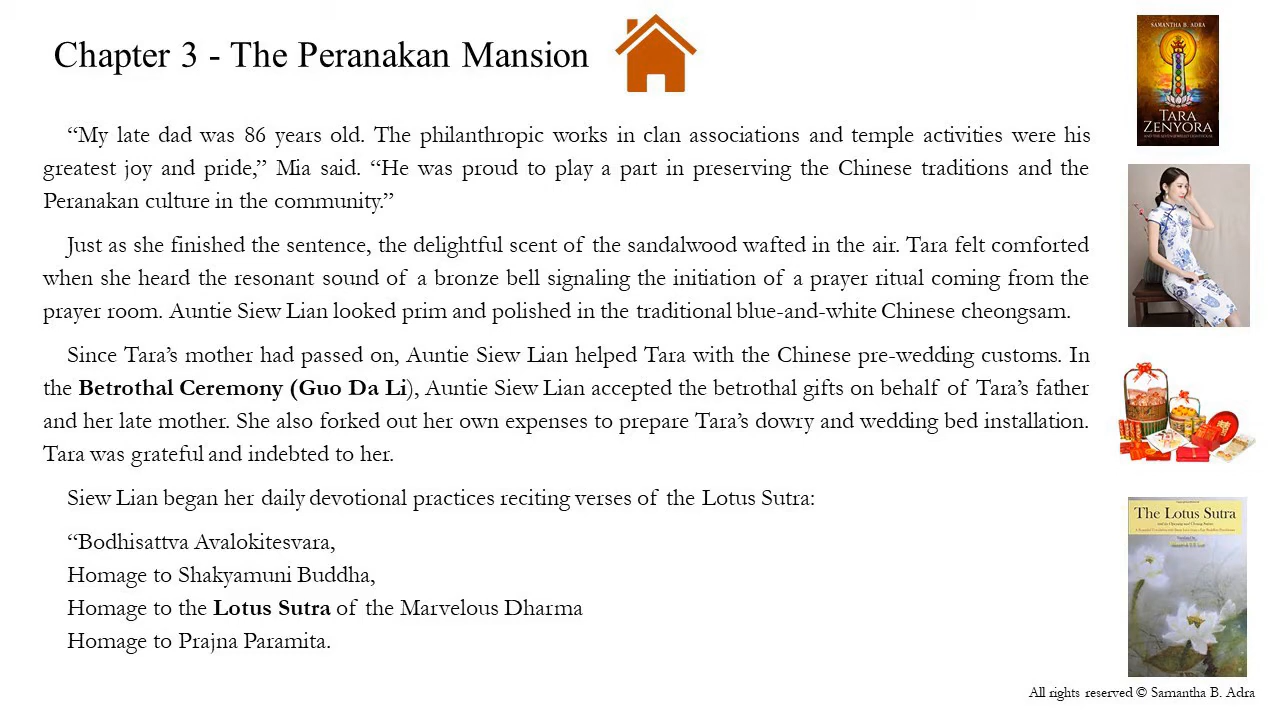 Chapter 3 - The Peranakan Mansion
“My late dad was 86 years old. The philanthropic works in clan associations and temple activities were his
greatest joy and pride,” Mia said. “He was proud to play a part in preserving the Chinese traditions and the
Peranakan culture in the community.”
Just as she finished the sentence, the delightful scent of the sandalwood wafted in the air. Tara felt comforted
when she heard the resonant sound of a bronze bell signaling the initiation of a prayer ritual coming from the
prayer room. Auntie Siew Lian looked prim and polished in the traditional blue-and-white Chinese cheongsam.
Since Tara’s mother had passed on, Auntie Siew Lian helped Tara with the Chinese pre-wedding customs. In
the Betrothal Ceremony (Guo Da Li), Auntie Siew Lian accepted the betrothal gifts on behalf of Tara’s father
and her late mother. She also forked out her own expenses to prepare Tara’s dowry and wedding bed installation.
Tara was grateful and indebted to her.
Siew Lian began her daily devotional practices reciting verses of the Lotus Sutra:
“Bodhisattva Avalokitesvara,
Homage to Shakyamuni Buddha,
Homage to the Lotus Sutra of the Marvelous Dharma
Homage to Prajna Paramita.
SAMANTHA B. ADRA
TARA
ZENYORA
The Lotus Sutra
All rights reserved © Samantha B. Adra